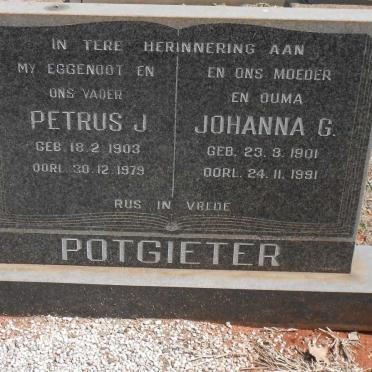 IN TERE HERINNERING AAN
MY EGGENOOT EN
ONS VADER
PETRUS J
GEB. 18.2.1903
OORL. 30.12.1979
EN ONS MOEDER
EN OUMA
JOHANNA G.
GEB. 23.9.1901
OORL. 24.11.1991
RUS IN VREDE
POTGIETER